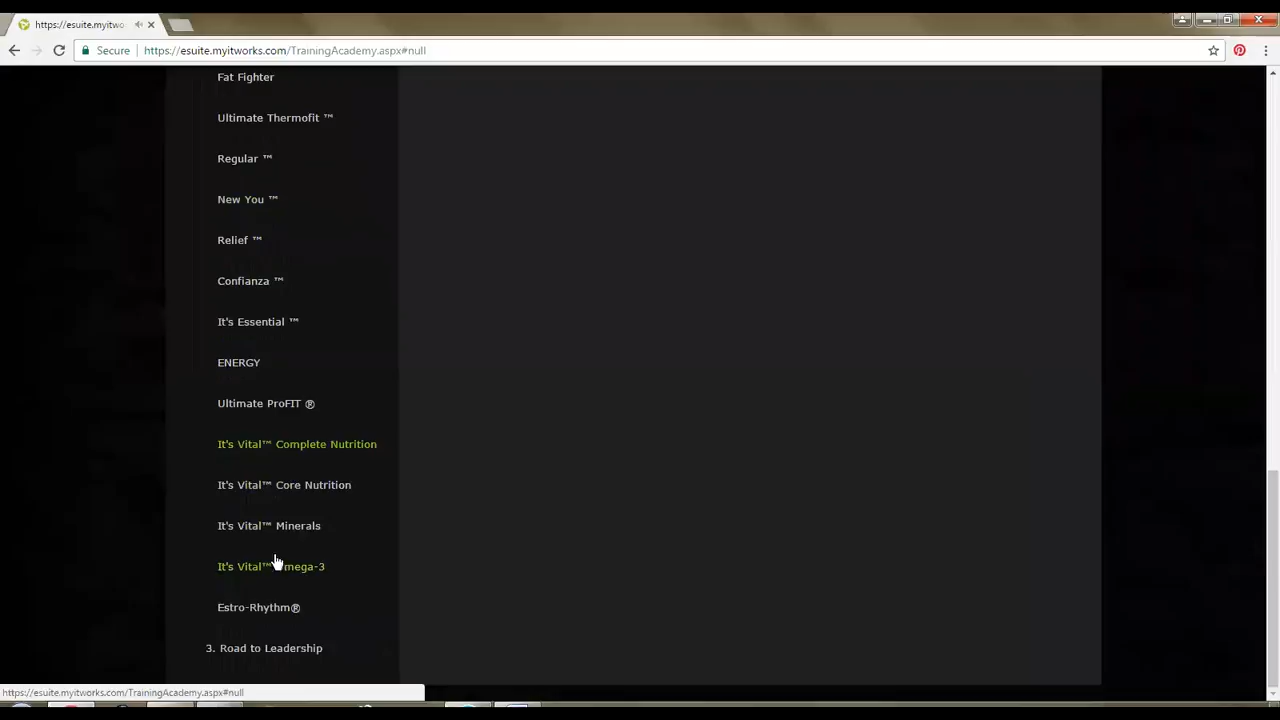 https://esuite.myitwo
Secure
https://esuite.myitworks.com/TrainingAcademy.aspx#null
Fat Fighter
Ultimate Thermofit ™
Regular ™
New You ™
Relief ™
Confianza ™
It's Essential ™
ENERGY
Ultimate ProFIT ®
It's Vital™ Complete Nutrition
It's Vital™ Core Nutrition
It's Vital™ Minerals
It's Vital™ mega-3
Estro-Rhythm®
3. Road to Leadership
https://esuite.myitworks.com/TrainingAcademy.aspx#null